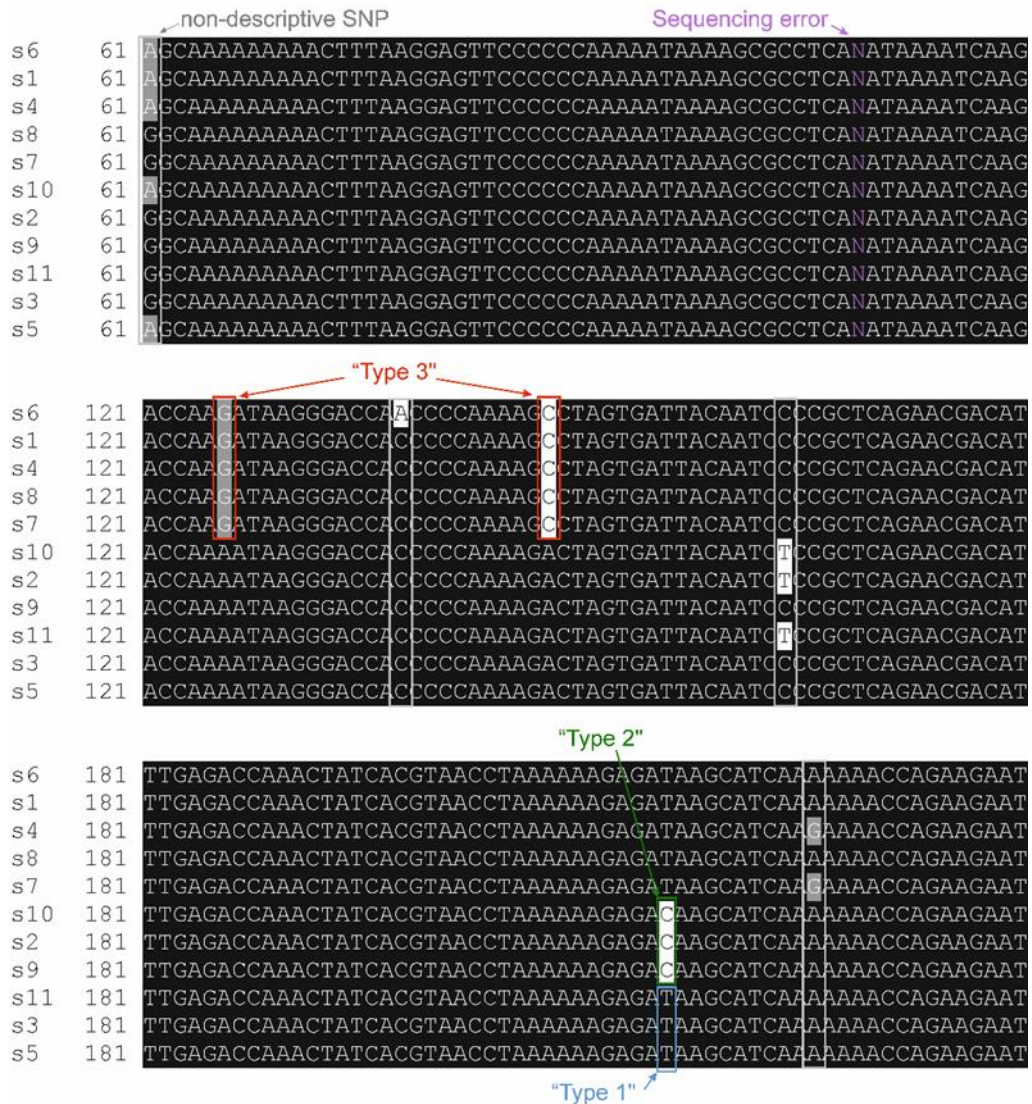 non-descriptive SNP
Sequencing error
s6 61 AGCAAAAAAAAACTTTAAGGAGTTCCCCCCAAAAATAAAAGCGCCTCANATAAAATCAAG
s1 61 AGCAAAAAAAAACTTTAAGGAGTTCCCCCCAAAAATAAAAGCGCCTCANATAAAATCAAG
s4 61 AGCAAAAAAAAACTTTAAGGAGTTCCCCCCAAAAATAAAAGCGCCTCANATAAAATCAAG
s8 61 GGCAAAAAAAAACTTTAAGGAGTTCCCCCCAAAAATAAAAGCGCCTCANATAAAATCAAG
s7 61 GGCAAAAAAAAACTTTAAGGAGTTCCCCCCAAAAATAAAAGCGCCTCANATAAAATCAAG
s10 61 AGCAAAAAAAAACTTTAAGGAGTTCCCCCCAAAAATAAAAGCGCCTCANATAAAATCAAG
s2 61 GGCAAAAAAAAACTTTAAGGAGTTCCCCCCAAAAATAAAAGCGCCTCANATAAAATCAAG
s9 61 GGCAAAAAAAAACTTTAAGGAGTTCCCCCCAAAAATAAAAGCGCCTCANATAAAATCAAG
s11 61 GGCAAAAAAAAACTTTAAGGAGTTCCCCCCAAAAATAAAAGCGCCTCANATAAAATCAAG
s3 61 GGCAAAAAAAAACTTTAAGGAGTTCCCCCCAAAAATAAAAGCGCCTCANATAAAATCAAG
s5 61 AGCAAAAAAAAACTTTAAGGAGTTCCCCCCAAAAATAAAAGCGCCTCANATAAAATCAAG
“Type 3"
s6 121 ACCAAGATAAGGGACCAACCCCAAAAGCCTAGTGATTACAATCCCCGCTCAGAACGACAT
s1 121 ACCAAGATAAGGGACCACCCCCAAAAGCCTAGTGATTACAATCCCCGCTCAGAACGACAT
s4 121 ACCAAGATAAGGGACCACCCCCAAAAGCCTAGTGATTACAATCCCCGCTCAGAACGACAT
s8 121 ACCAAGATAAGGGACCACCCCCAAAAGCCTAGTGATTACAATCCCCGCTCAGAACGACAT
s7 121 ACCAAGATAAGGGACCACCCCCAAAAGCCTAGTGATTACAATCCCCGCTCAGAACGACAT
s10 121 ACCAAAATAAGGGACCACCCCCAAAAGACTAGTGATTACAATCTCCGCTCAGAACGACAT
s2 121 ACCAAAATAAGGGACCACCCCCAAAAGACTAGTGATTACAATCTCCGCTCAGAACGACAT
s9 121 ACCAAAATAAGGGACCACCCCCAAAAGACTAGTGATTACAATCCCCGCTCAGAACGACAT
s11 121 ACCAAAATAAGGGACCACCCCCAAAAGACTAGTGATTACAATCTCCGCTCAGAACGACAT
s3 121 ACCAAAATAAGGGACCACCCCCAAAAGACTAGTGATTACAATCCCCGCTCAGAACGACAT
s5 121 ACCAAAATAAGGGACCACCCCCAAAAGACTAGTGATTACAATCCCCGCTCAGAACGACAT
“Type 2"
s6 181 TTGAGACCAAACTATCACGTAACCTAAAAAAGAGATAAGCATCAAAAAAACCAGAAGAAT
s1 181 TTGAGACCAAACTATCACGTAACCTAAAAAAGAGATAAGCATCAAAAAAACCAGAAGAAT
s4 181 TTGAGACCAAACTATCACGTAACCTAAAAAAGAGATAAGCATCAAGAAAACCAGAAGAAT
s8 181 TTGAGACCAAACTATCACGTAACCTAAAAAAGAGATAAGCATCAAAAAAACCAGAAGAAT
s7 181 TTGAGACCAAACTATCACGTAACCTAAAAAAGAGATAAGCATCAAGAAAACCAGAAGAAT
s10 181 TTGAGACCAAACTATCACGTAACCTAAAAAAGAGACAAGCATCAAAAAAACCAGAAGAAT
s2 181 TTGAGACCAAACTATCACGTAACCTAAAAAAGAGACAAGCATCAAAAAAACCAGAAGAAT
s9 181 TTGAGACCAAACTATCACGTAACCTAAAAAAGAGACAAGCATCAAAAAAACCAGAAGAAT
s11 181 TTGAGACCAAACTATCACGTAACCTAAAAAAGAGATAAGCATCAAAAAAACCAGAAGAAT
s3 181 TTGAGACCAAACTATCACGTAACCTAAAAAAGAGATAAGCATCAAAAAAACCAGAAGAAT
s5 181 TTGAGACCAAACTATCACGTAACCTAAAAAAGAGATAAGCATCAAAAAAACCAGAAGAAT
“Type 1"